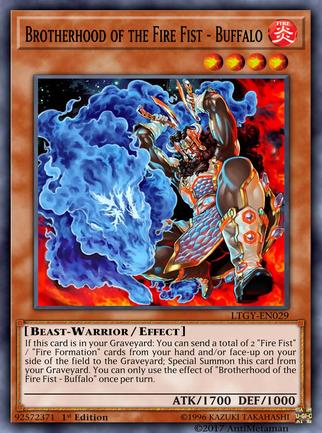 BROTHERHOOD OF THE FIRE FIST - BUFFALO
FIRE
炎
LTGY-EN029
[BEAST-WARRIOR / EFFECT]
If this card is in your Graveyard: You can send a total of 2 "Fire Fist"
/ "Fire Formation" cards from your hand and/or face-up on your
side of the field to the Graveyard; Special Summon this card from
your Graveyard. You can only use the effect of "Brotherhood of the
Fire Fist - Buffalo" once per turn.
ATK/1700 DEF/1000
92572371 1st Edition ©1996 KAZUKI TAKAHASHI
©2017 AntiMetaman